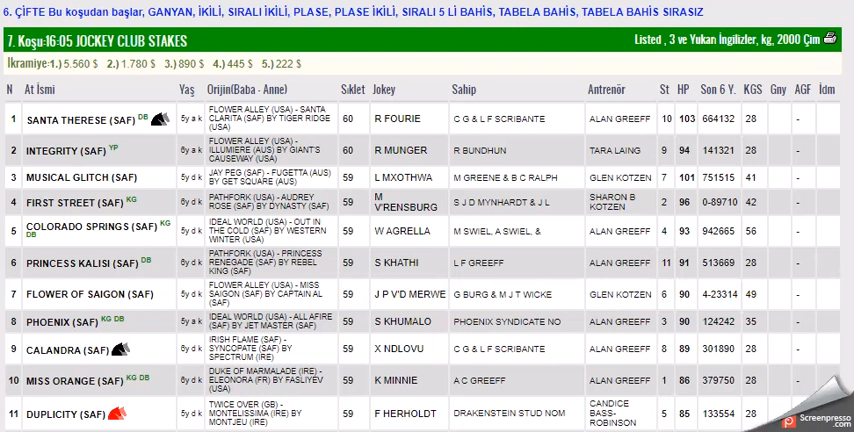 6. ÇİFTE Bu koşudan başlar, GANYAN, İKİLİ, SIRALI İKİLİ, PLASE, PLASE İKİLİ, SIRALI 5 Lİ BAHİS, TABELA BAHİS, TABELA BAHİS SIRASIZ
7. Koşu:16:05 JOCKEY CLUB STAKES Listed , 3 ve Yukarı İngilizler, kg, 2000 Çim
İkramiye:1.) 5.560 $ 2.) 1.780 $ 3.) 890 $ 4.) 445 $ 5.) 222 $
N At İsmi Yaş Orijin(Baba - Anne) Sıklet Jokey Sahip Antrenör St HP Son 6 Y. KGS Gny AGF İdm
1 SANTA THERESE (SAF) DB 5y a k FLOWER ALLEY (USA) - SANTA CLARITA (SAF) BY TIGER RIDGE (USA) 60 R FOURIE C G & L F SCRIBANTE ALAN GREEFF 10 103 664132 28 -
2 INTEGRITY (SAF) YP 6y a k FLOWER ALLEY (USA) - ILLUMIERE (AUS) BY GIANT'S CAUSEWAY (USA) 60 R MUNGER R BUNDHUN TARA LAING 9 94 141321 28 -
3 MUSICAL GLITCH (SAF) 5y d k JAY PEG (SAF) - FUGETTA (AUS) BY GET SQUARE (AUS) 59 L MXOTHWA M GREENE & B C RALPH GLEN KOTZEN 7 101 751515 41 -
4 FIRST STREET (SAF) KG 6y d k PATHFORK (USA) - AUDREY ROSE (SAF) BY DYNASTY (SAF) 59 M V'RENSBURG S J D MYNHARDT & J L SHARON B KOTZEN 2 96 0-89710 42 -
5 COLORADO SPRINGS (SAF) KG DB 5y d k IDEAL WORLD (USA) - OUT IN THE COLD (SAF) BY WESTERN WINTER (USA) 59 W AGRELLA M SWIEL, A SWIEL, & ALAN GREEFF 4 93 942665 56 -
6 PRINCESS KALISI (SAF) DB 6y d k PATHFORK (USA) - PRINCESS RENEGADE (SAF) BY REBEL KING (SAF) 59 S KHATHI L F GREEFF ALAN GREEFF 11 91 513669 28 -
7 FLOWER OF SAIGON (SAF) 5y d k FLOWER ALLEY (USA) - MISS SAIGON (SAF) BY CAPTAIN AL (SAF) 59 J P V'D MERWE G BURG & M J T WICKE GLEN KOTZEN 6 90 4-23314 49 -
8 PHOENIX (SAF) KG DB 5y a k IDEAL WORLD (USA) - ALL AFIRE (SAF) BY JET MASTER (SAF) 59 S KHUMALO PHOENIX SYNDICATE NO ALAN GREEFF 3 90 124242 35 -
9 CALANDRA (SAF) 6y d k IRISH FLAME (SAF) - SYNCOPATE (SAF) BY SPECTRUM (IRE) 59 X NDLOVU C G & L F SCRIBANTE ALAN GREEFF 8 89 301890 28 -
10 MISS ORANGE (SAF) KG DB 6y d k DUKE OF MARMALADE (IRE) - ELEONORA (FR) BY FASLIYEV (USA) 59 K MINNIE A C GREEFF ALAN GREEFF 1 86 379750 28 -
11 DUPLICITY (SAF) 5y d k TWICE OVER (GB) - MONTELISSIMA (IRE) BY MONTJEU (IRE) 59 F HERHOLDT DRAKENSTEIN STUD NOM CANDICE BASS-ROBINSON 5 85 133554 28 -
Screenpresso
.com